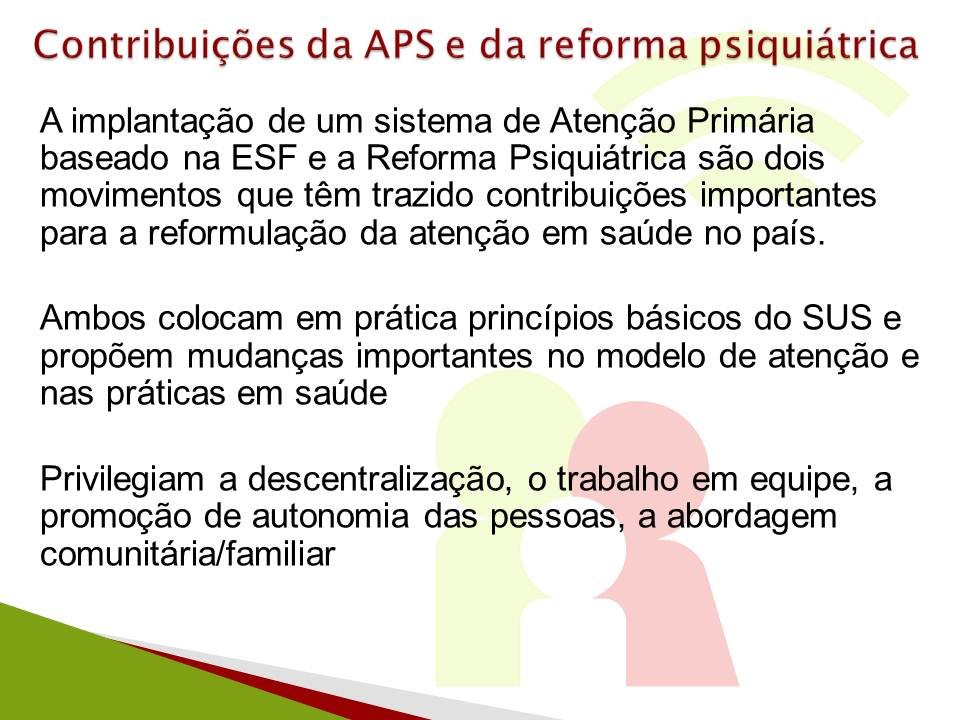 Contribuições da APS e da reforma psiquiátrica
A implantação de um sistema de Atenção Primária
baseado na ESF e a Reforma Psiquiátrica são dois
movimentos que têm trazido contribuições importantes
para a reformulação da atenção em saúde no país.
Ambos colocam em prática princípios básicos do SUS e
propõem mudanças importantes no modelo de atenção e
nas práticas em saúde
Privilegiam a descentralização, o trabalho em equipe, a
promoção de autonomia das pessoas, a abordagem
comunitária/familiar